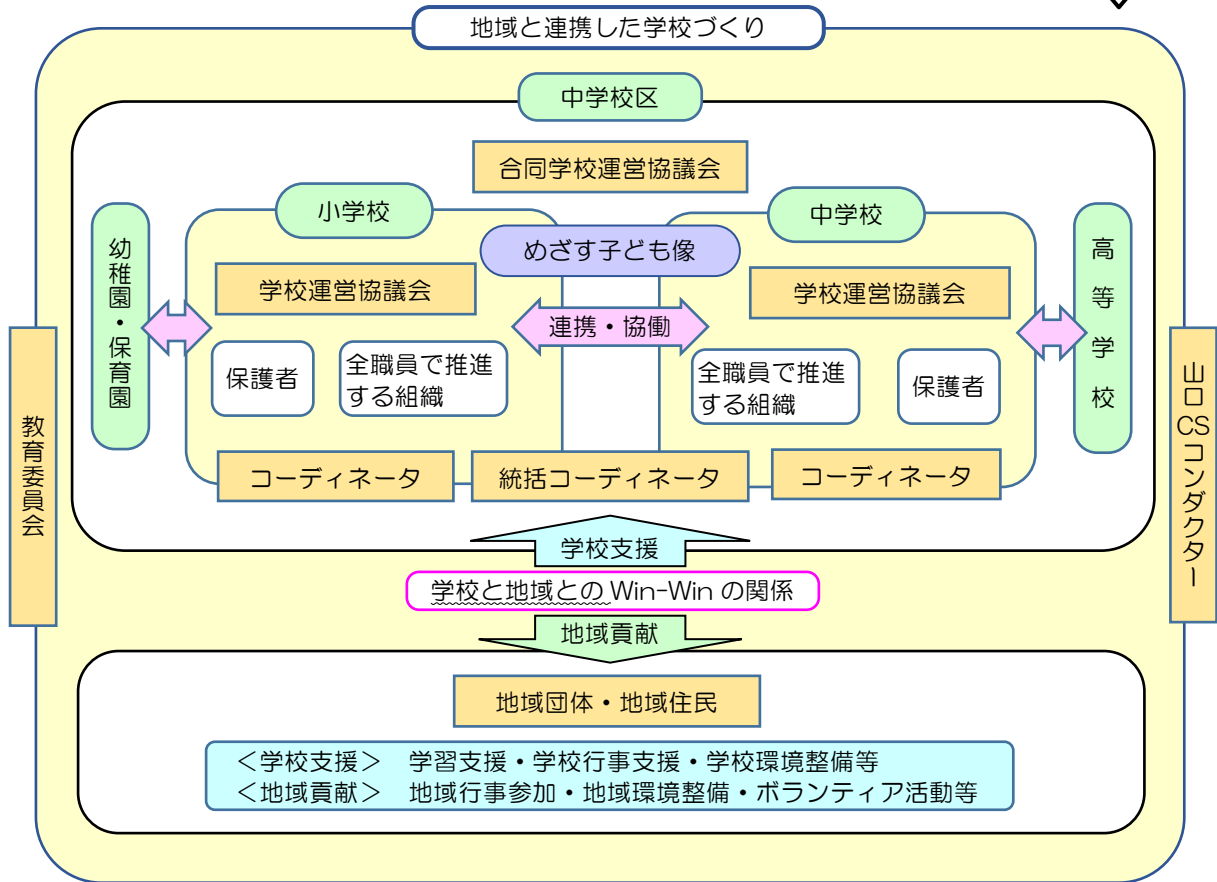 地域と連携した学校づくり
中学校区
合同学校運営協議会
小学校
中学校
めざす子ども像
幼稚園・保育園
高等学校
学校運営協議会
学校運営協議会
連携・協働
保護者
全職員で推進
する組織
全職員で推進
する組織
保護者
教育委員会
山口CSコンダクター
コーディネータ
統括コーディネータ
コーディネータ
学校支援
学校と地域とのWin-Winの関係
地域貢献
地域団体・地域住民
＜学校支援＞ 学習支援・学校行事支援・学校環境整備等
＜地域貢献＞ 地域行事参加・地域環境整備・ボランティア活動等